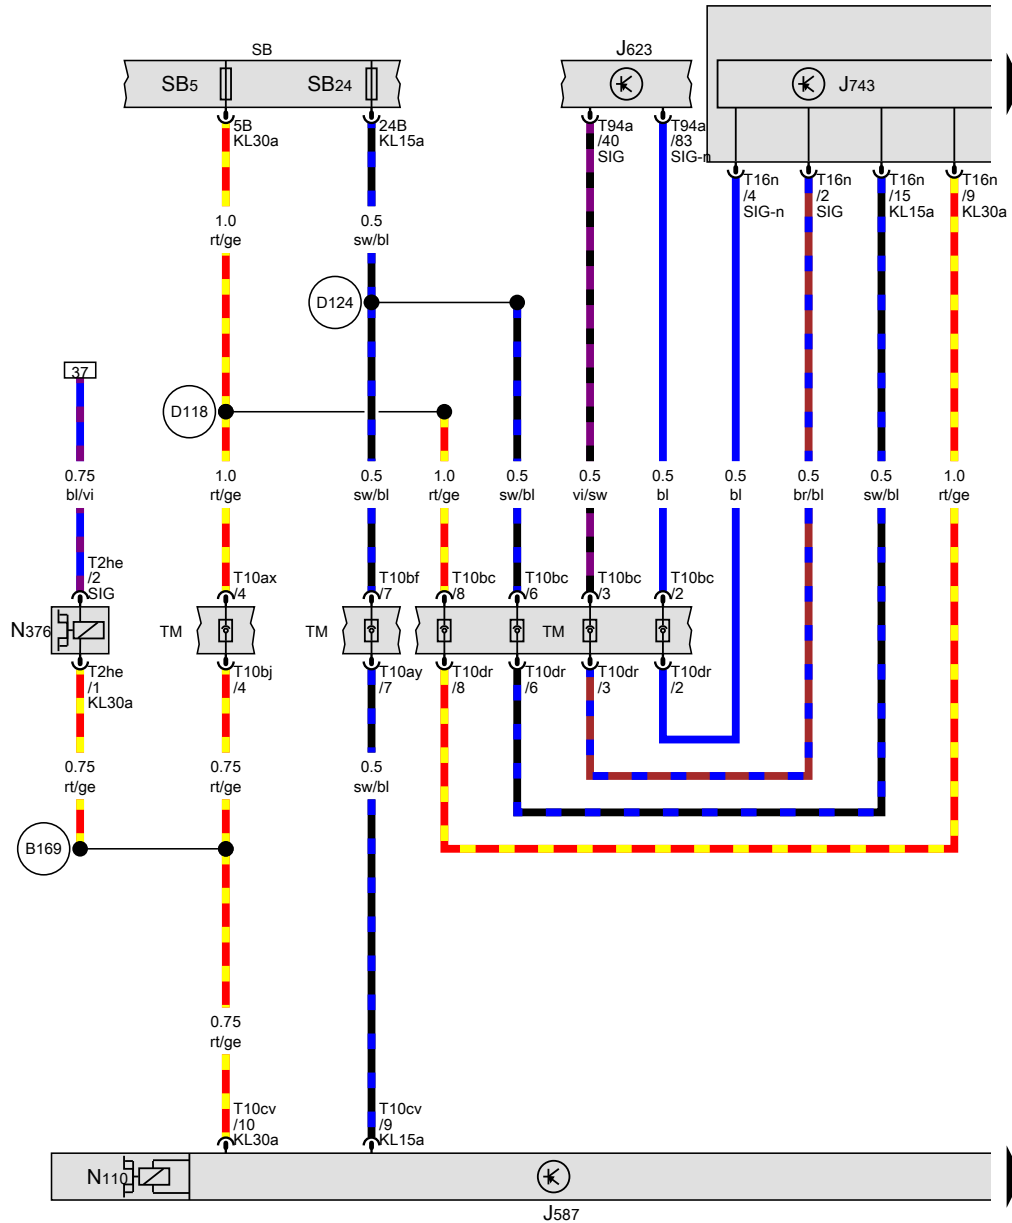 SB
J623
SB5
SB24
J743
5B
KL30a
24B
KL15a
T94a
/40
SIG
T94a
/83
SIG-n
T16n
/4
SIG-n
T16n
/2
SIG
T16n
/15
KL15a
T16n
/9
KL30a
1.0
rt/ge
0.5
sw/bl
D124
37
D118
0.75
bl/vi
1.0
rt/ge
0.5
sw/bl
1.0
rt/ge
0.5
sw/bl
0.5
vi/sw
0.5
bl
0.5
bl
0.5
br/bl
0.5
sw/bl
1.0
rt/ge
T2he
/2
SIG
T10ax
/4
T10bf
/7
T10bc
/8
T10bc
/6
T10bc
/3
T10bc
/2
N376
TM
TM
TM
T2he
/1
KL30a
T10bj
/4
T10ay
/7
T10dr
/8
T10dr
/6
T10dr
/3
T10dr
/2
0.75
rt/ge
0.75
rt/ge
0.5
sw/bl
B169
0.75
rt/ge
T10cv
/10
KL30a
T10cv
/9
KL15a
N110
J587